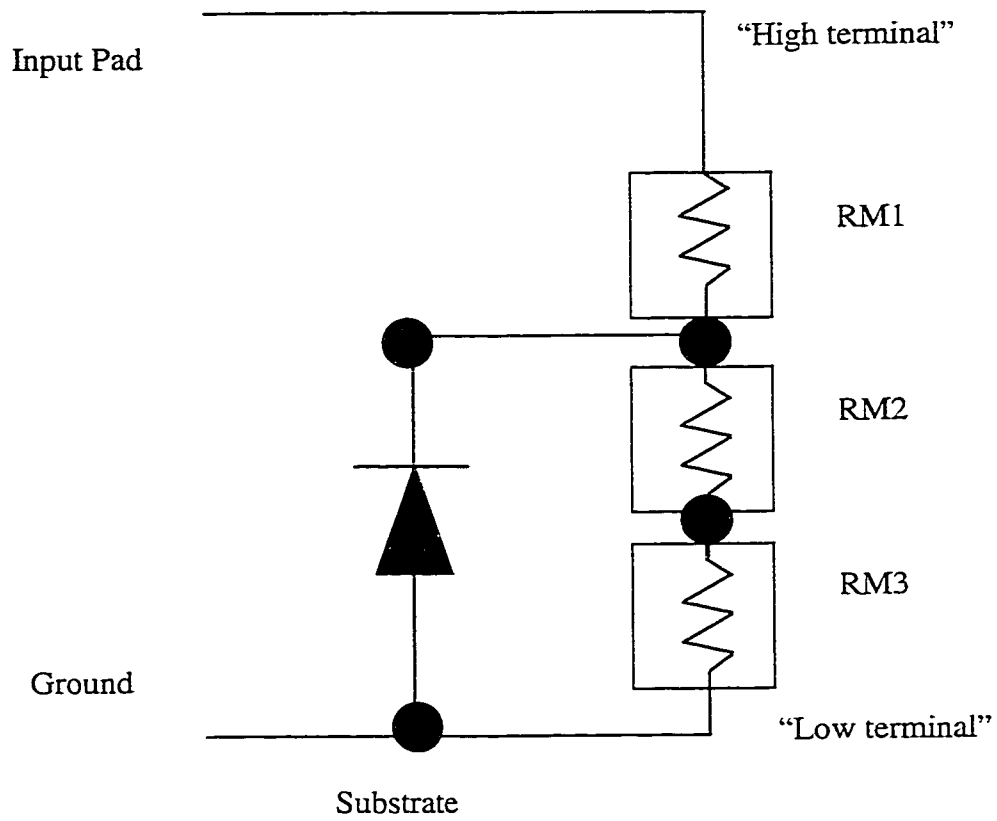 “High terminal”
Input Pad
RM1
RM2
RM3
Ground
“Low terminal”
Substrate